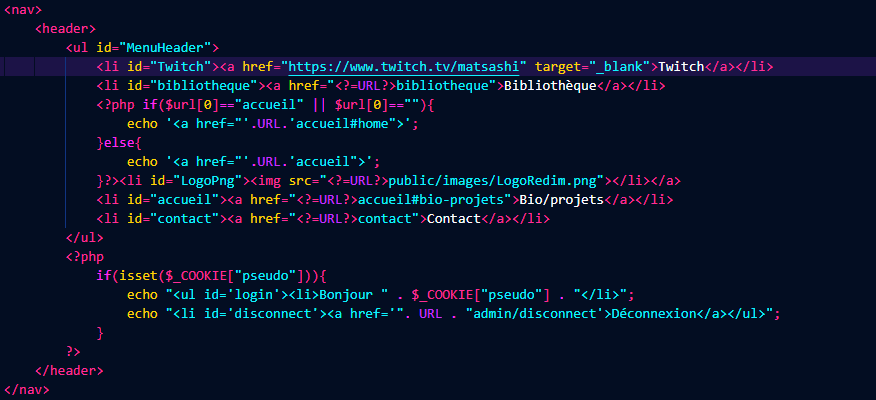 <nav>
<header>
<ul id="MenuHeader">
<li id="Twitch"><a href="https://www.twitch.tv/matsashi" target="_blank">Twitch</a></li>
<li id="bibliotheque"><a href="<?=URL?>bibliotheque">Bibliothèque</a></li>
<?php if($url[0]=="accueil" || $url[0]==""){
echo '<a href="'.URL.'accueil#home">';
}else{
echo '<a href="'.URL.'accueil">';
}?><li id="LogoPng"><img src="<?=URL?>public/images/LogoRedim.png"></li></a>
<li id="accueil"><a href="<?=URL?>accueil#bio-projets">Bio/projets</a></li>
<li id="contact"><a href="<?=URL?>contact">Contact</a></li>
</ul>
<?php
if(isset($_COOKIE["pseudo"])){
echo "<ul id='login'><li>Bonjour " . $_COOKIE["pseudo"] . "</li>";
echo "<li id='disconnect'><a href='". URL . "admin/disconnect'>Déconnexion</a></ul>";
}
?>
</header>
</nav>